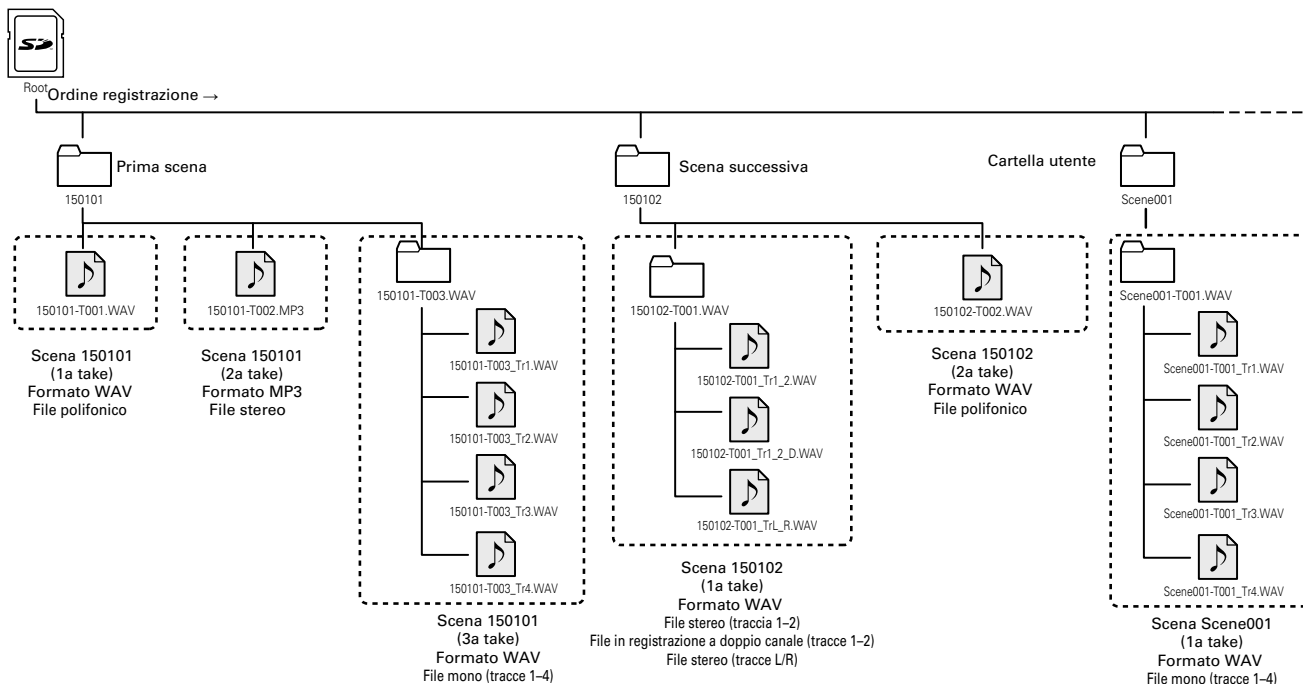 SD
Root
Ordine registrazione →
Prima scena
150101
Scena successiva
150102
Cartella utente
Scene001
150101-T001.WAV
Scena 150101
(1a take)
Formato WAV
File polifonico
150101-T002.MP3
Scena 150101
(2a take)
Formato MP3
File stereo
150101-T003.WAV
150101-T003_Tr1.WAV
150101-T003_Tr2.WAV
150101-T003_Tr3.WAV
150101-T003_Tr4.WAV
Scena 150101
(3a take)
Formato WAV
File mono (tracce 1–4)
150102-T001.WAV
150102-T001_Tr1_2.WAV
150102-T001_Tr1_2_D.WAV
150102-T001_TrL_R.WAV
Scena 150102
(1a take)
Formato WAV
File stereo (traccia 1–2)
File in registrazione a doppio canale (tracce 1–2)
File stereo (tracce L/R)
150102-T002.WAV
Scena 150102
(2a take)
Formato WAV
File polifonico
Scene001-T001.WAV
Scene001-T001_Tr1.WAV
Scene001-T001_Tr2.WAV
Scene001-T001_Tr3.WAV
Scene001-T001_Tr4.WAV
Scena Scene001
(1a take)
Formato WAV
File mono (tracce 1–4)